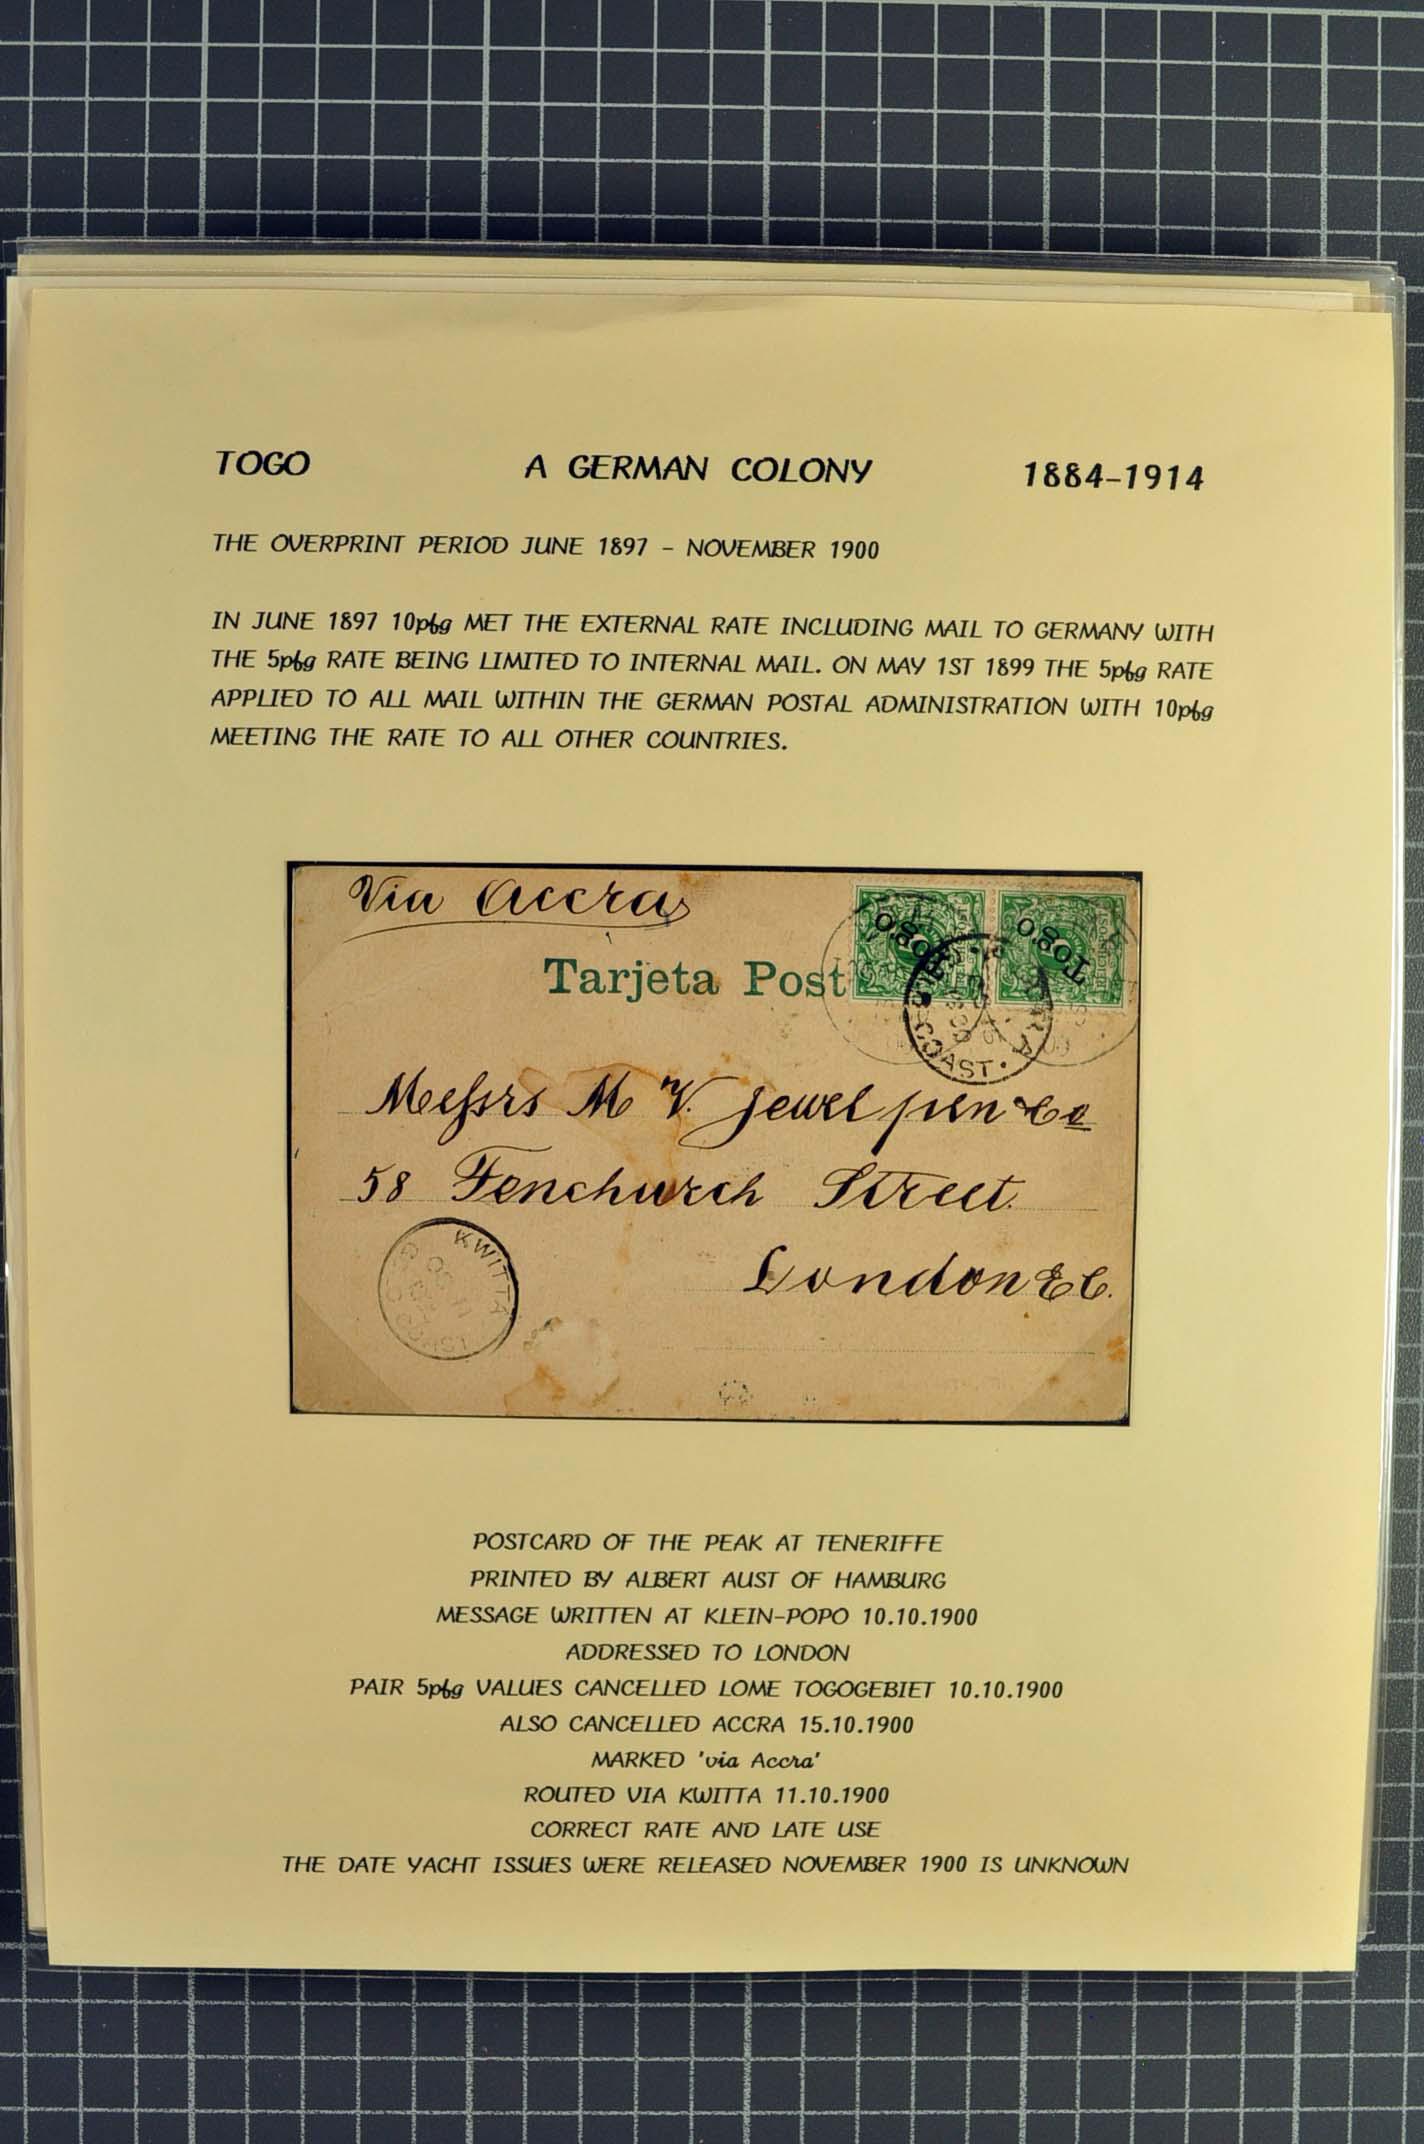 TOGO A GERMAN COLONY 1884-1914
THE OVERPRINT PERIOD JUNE 1897 - NOVEMBER 1900
IN JUNE 1897 10pfg MET THE EXTERNAL RATE INCLUDING MAIL TO GERMANY WITH
THE 5pfg RATE BEING LIMITED TO INTERNAL MAIL. ON MAY 1ST 1899 THE 5pfg RATE
APPLIED TO ALL MAIL WITHIN THE GERMAN POSTAL ADMINISTRATION WITH 10pfg
MEETING THE RATE TO ALL OTHER COUNTRIES.
Via Accra
Togo
Togo
Tarjeta Post
COAST
Messrs M V. Jewel pen & Co
58 Fenchurch Street
London E C.
KWITTA
POSTCARD OF THE PEAK AT TENERIFFE
PRINTED BY ALBERT AUST OF HAMBURG
MESSAGE WRITTEN AT KLEIN-POPO 10.10.1900
ADDRESSED TO LONDON
PAIR 5pfg VALUES CANCELLED LOME TOGOGEBIET 10.10.1900
ALSO CANCELLED ACCRA 15.10.1900
MARKED 'via Accra'
ROUTED VIA KWITTA 11.10.1900
CORRECT RATE AND LATE USE
THE DATE YACHT ISSUES WERE RELEASED NOVEMBER 1900 IS UNKNOWN